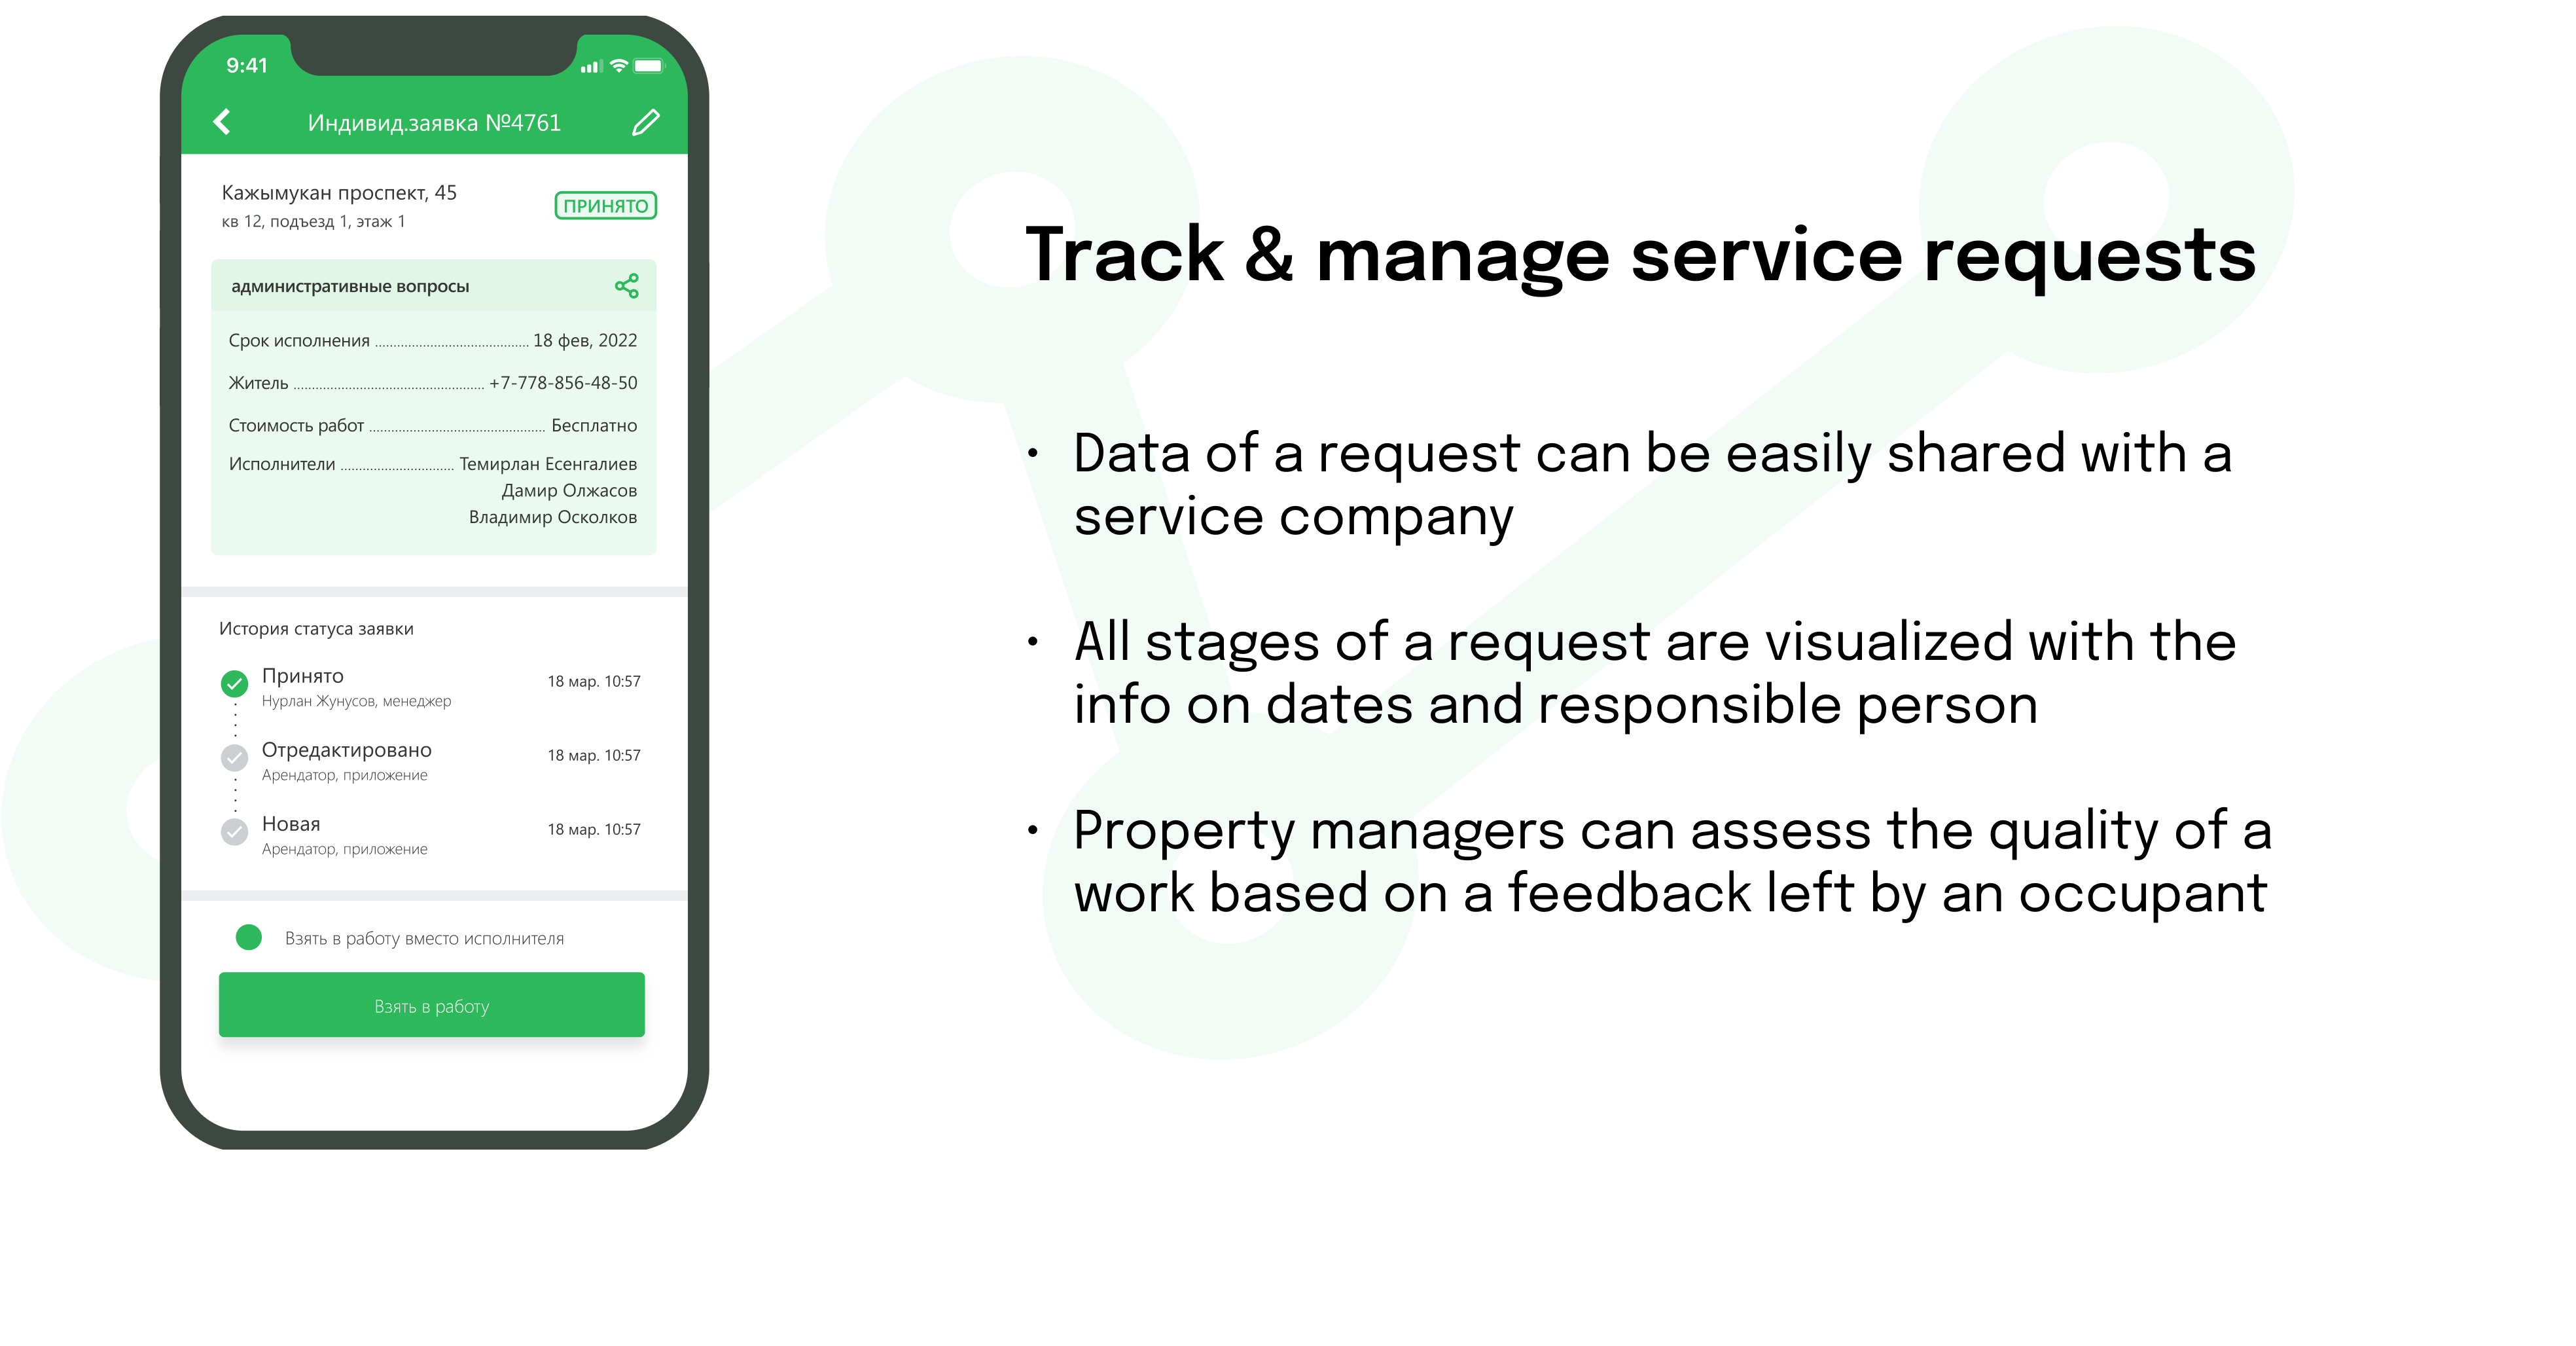 9:41
Индивид.заявка №4761
Кажымукан проспект, 45
кв 12, подъезд 1, этаж 1
ПРИНЯТО
административные вопросы
Срок исполнения ........................................ 18 фев, 2022
Житель ................................................. +7-778-856-48-50
Стоимость работ ............................................. Бесплатно
Исполнители ............................. Темирлан Есенгалиев
Дамир Олжасов
Владимир Осколков
История статуса заявки
Принято 18 мар. 10:57
Нурлан Жунусов, менеджер
Отредактировано 18 мар. 10:57
Арендатор, приложение
Новая 18 мар. 10:57
Арендатор, приложение
Взять в работу вместо исполнителя
Взять в работу
Track & manage service requests
• Data of a request can be easily shared with a
service company
• All stages of a request are visualized with the
info on dates and responsible person
• Property managers can assess the quality of a
work based on a feedback left by an occupant